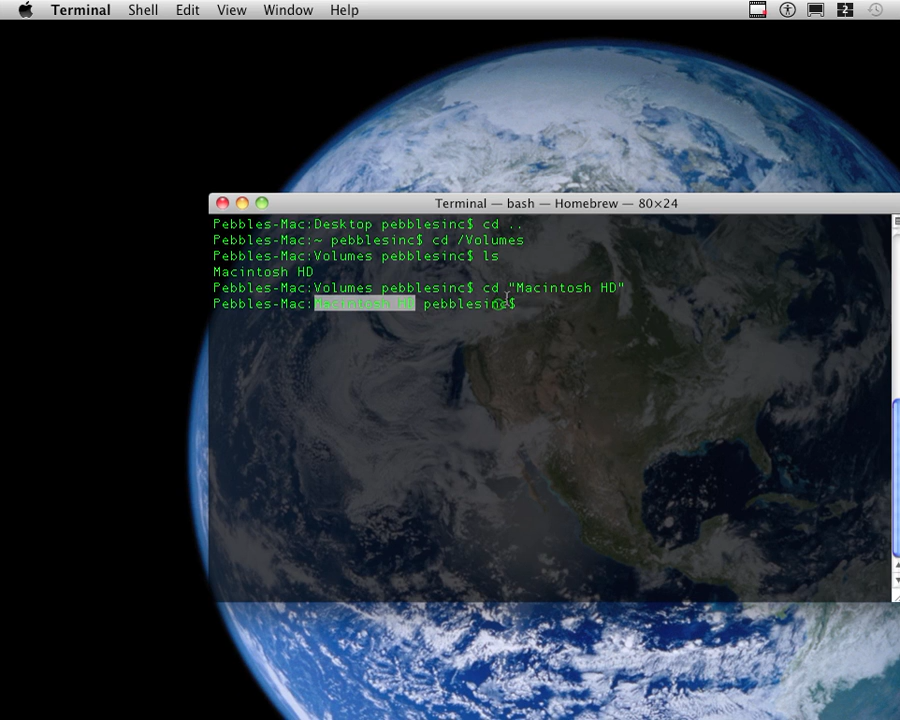 Terminal Shell Edit View Window Help 2
Terminal — bash — Homebrew — 80×24
Pebbles-Mac:Desktop pebblesinc$ cd ..
Pebbles-Mac:~ pebblesinc$ cd /Volumes
Pebbles-Mac:Volumes pebblesinc$ ls
Macintosh HD
Pebbles-Mac:Volumes pebblesinc$ cd "Macintosh HD"
Pebbles-Mac:Macintosh HD pebblesinc$